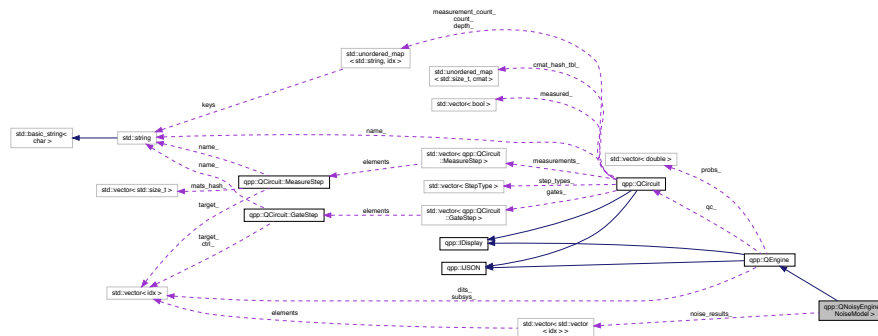 measurement_count_
count_
depth_
std::unordered_map
< std::string, idx >
std::unordered_map
< std::size_t, cmat >
cmat_hash_tbl_
std::vector< bool >
measured_
keys
std::basic_string<
char >
std::string
name_
name_
std::vector< qpp::QCircuit
::MeasureStep >
elements
measurements_
std::vector< double >
name_
qpp::QCircuit::MeasureStep
std::vector< std::size_t >
mats_hash_
std::vector< StepType >
step_types_
qpp::QCircuit
probs_
gates_
target_
qpp::QCircuit::GateStep
elements
std::vector< qpp::QCircuit
::GateStep >
qc_
target_
ctrl_
qpp::IDisplay
qpp::IJSON
qpp::QEngine
std::vector< idx >
dits_
subsys_
elements
std::vector< std::vector
< idx > >
noise_results_
qpp::QNoisyEngine
NoiseModel >